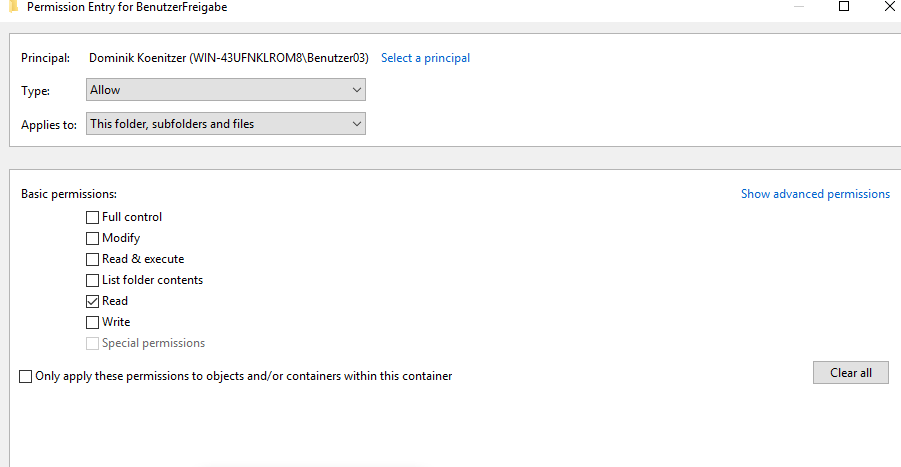 Permission Entry for BenutzerFreigabe
Principal: Dominik Koenitzer (WIN-43UFNKLROM8\Benutzer03) Select a principal
Type: Allow
Applies to: This folder, subfolders and files
Basic permissions: Show advanced permissions
Full control
Modify
Read & execute
List folder contents
Read
Write
Special permissions
Only apply these permissions to objects and/or containers within this container Clear all